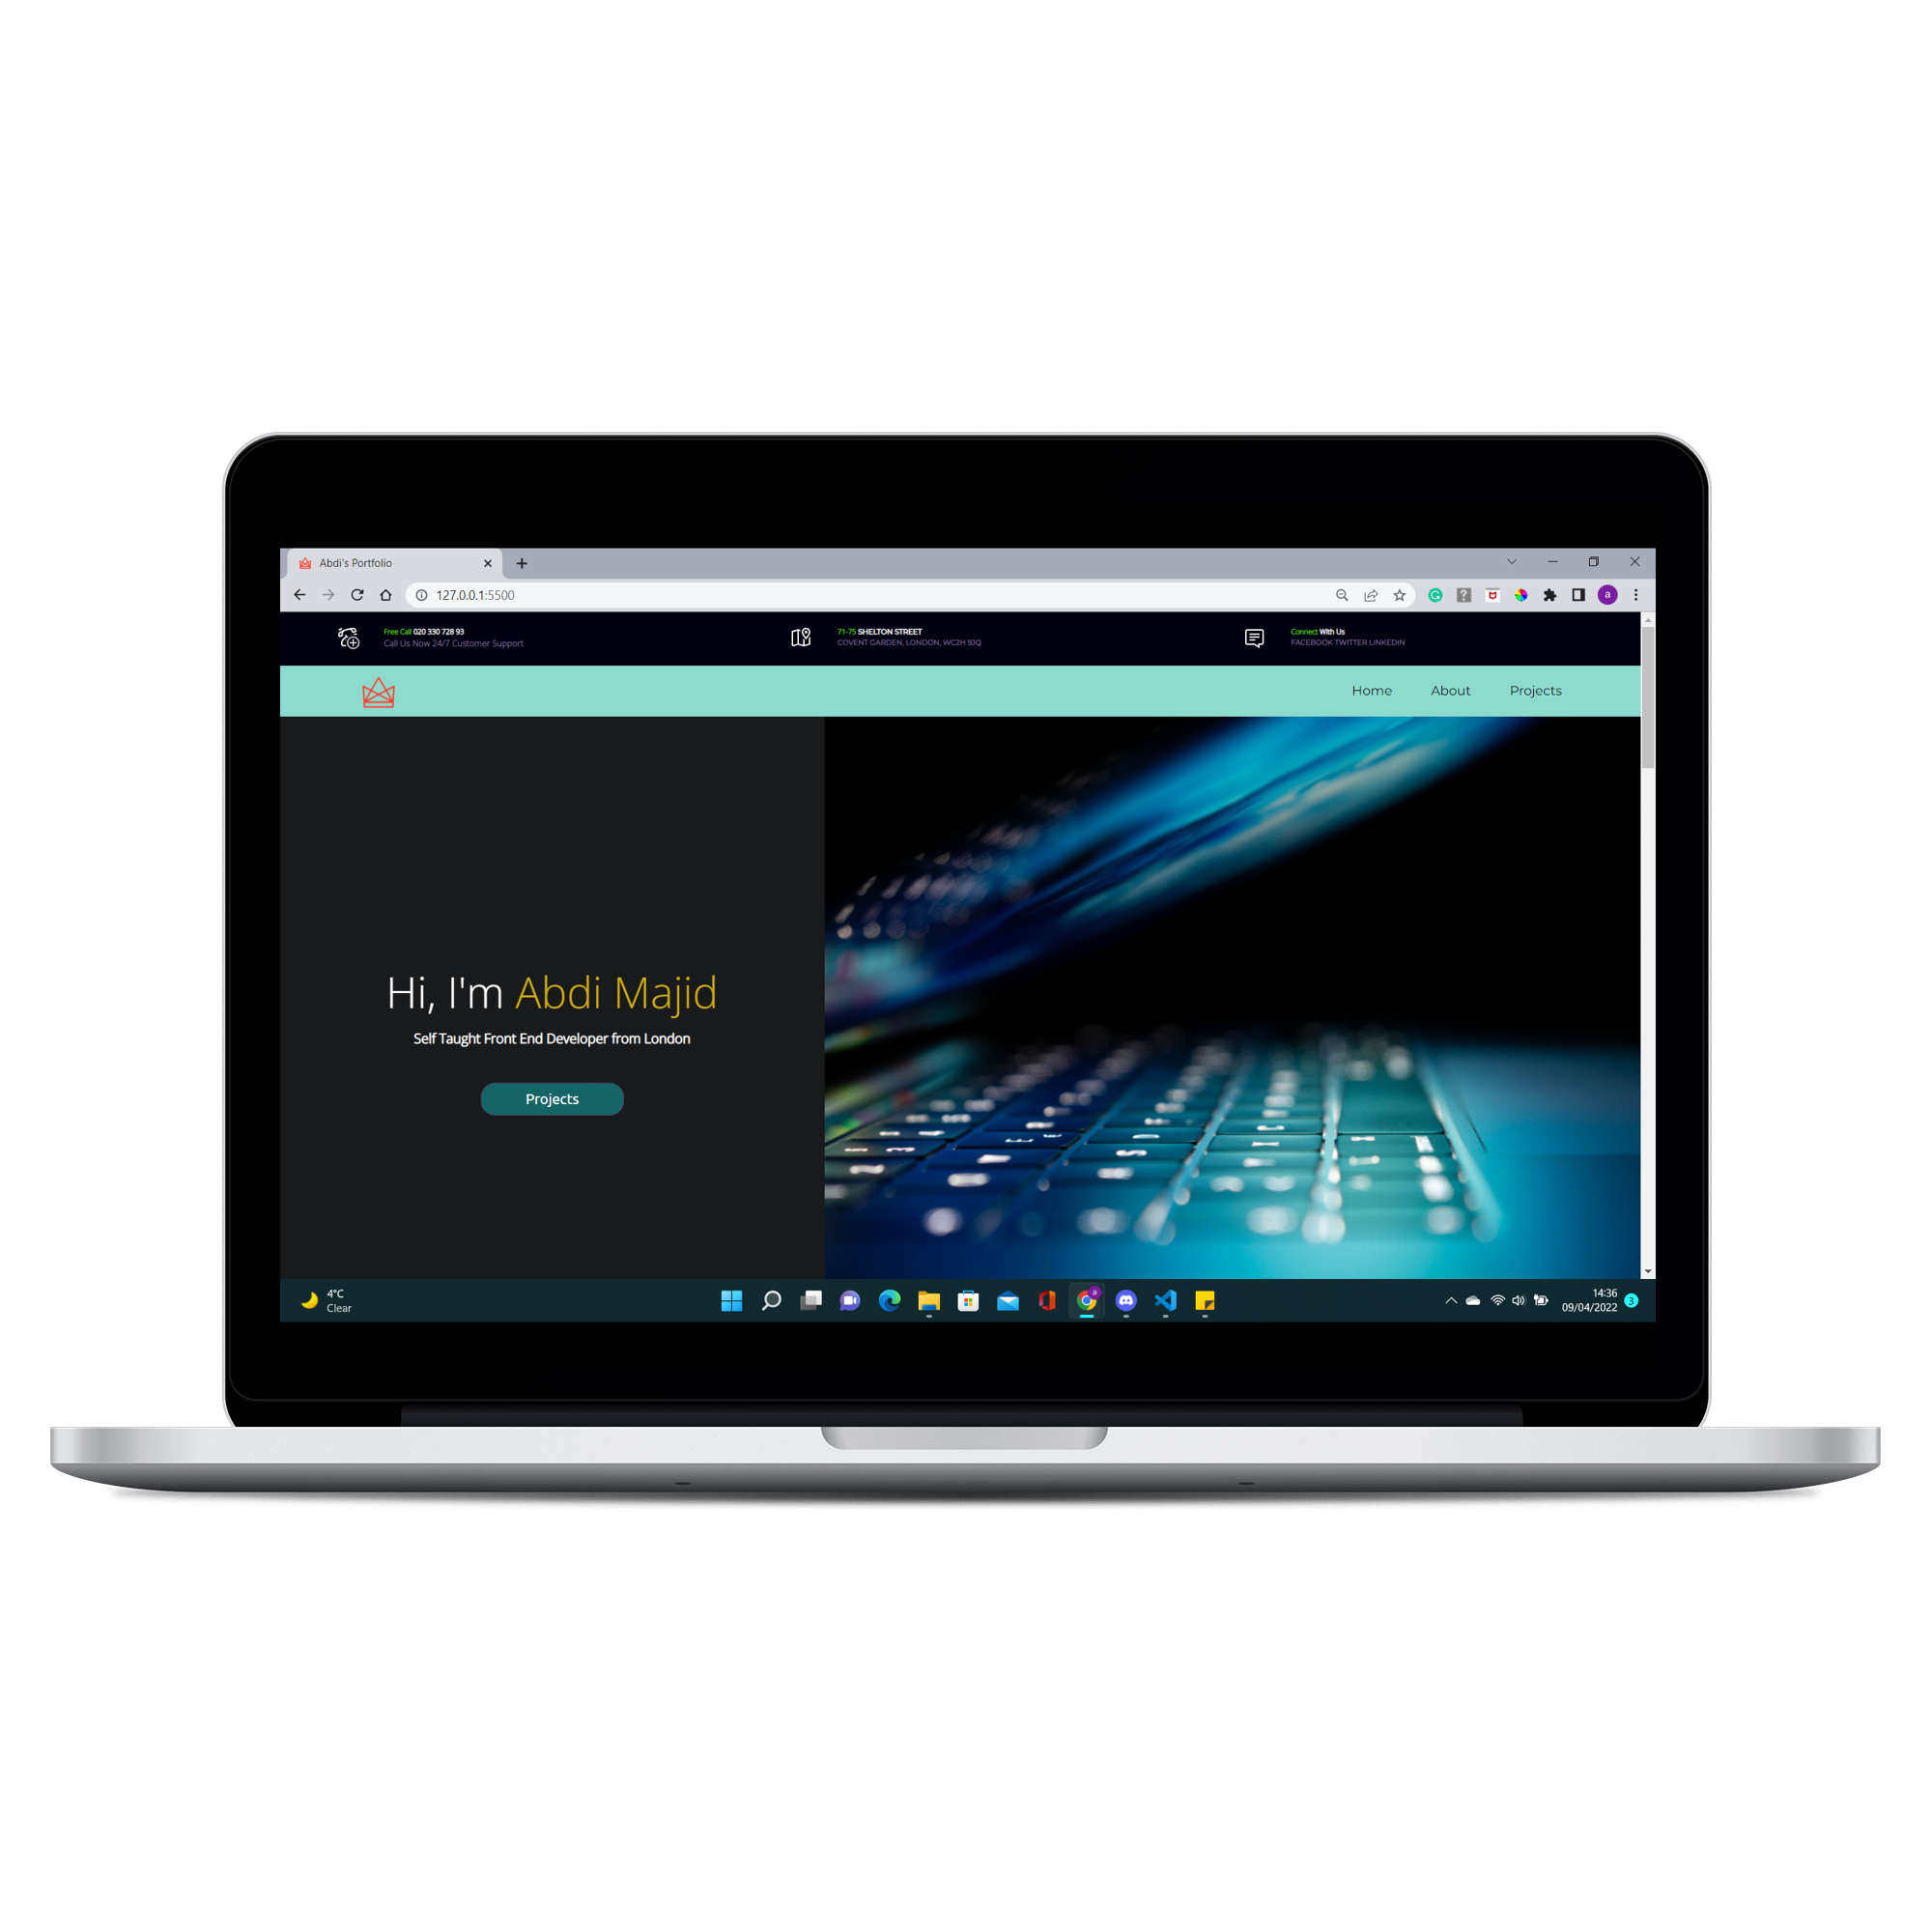 Abdi's Portfolio
127.0.0.1:5500
a
Free Call 020 330 728 93
Call Us Now 24/7 Customer Support
71-75 SHELTON STREET
COVENT GARDEN, LONDON, WC2H 9JQ
Connect With Us
FACEBOOK TWITTER LINKEDIN
Home About Projects
Hi, I'm Abdi Majid
Self Taught Front End Developer from London
Projects
4°C
Clear
14:36
09/04/2022
3